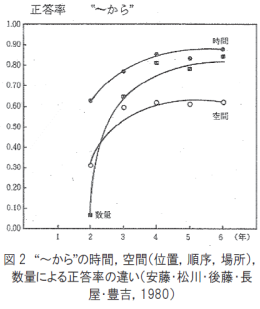 正答率 “～から”
1.00
0.90
0.80
0.70
0.60
0.50
0.40
0.30
0.20
0.10
0.00
時間
空間
数量
1 2 3 4 5 6 (年)
図2 “～から”の時間, 空間(位置, 順序, 場所),
数量による正答率の違い(安藤・松川・後藤・長
屋・豊吉, 1980)